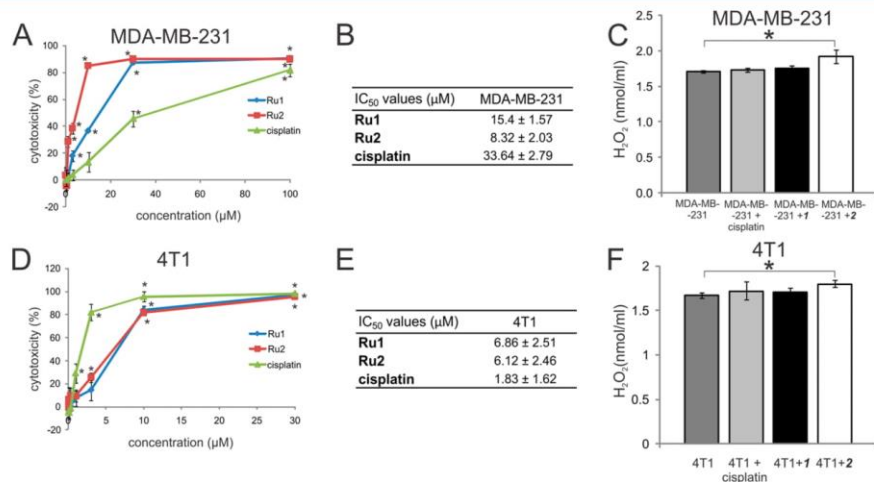 A
MDA-MB-231
cytotoxicity (%)
100
80
60
40
20
0
-20
0
20
40
60
80
100
concentration (µM)
Ru1
Ru2
cisplatin
*
B
IC50 values (µM) MDA-MB-231
Ru1 15.4 ± 1.57
Ru2 8.32 ± 2.03
cisplatin 33.64 ± 2.79
C
MDA-MB-231
*
H2O2 (nmol/ml)
2.0
1.5
1.0
0.5
0.0
MDA-MB-
-231
MDA-MB-
-231 +
cisplatin
MDA-MB-
-231 +1
MDA-MB-
-231 +2
D
4T1
cytotoxicity (%)
120
100
80
60
40
20
0
-20
0
5
10
15
20
25
30
concentration (µM)
Ru1
Ru2
cisplatin
*
E
IC50 values (µM) 4T1
Ru1 6.86 ± 2.51
Ru2 6.12 ± 2.46
cisplatin 1.83 ± 1.62
F
4T1
*
H2O2(nmol/ml)
2
1.5
1
0.5
0
4T1
4T1 +
cisplatin
4T1+1
4T1+2